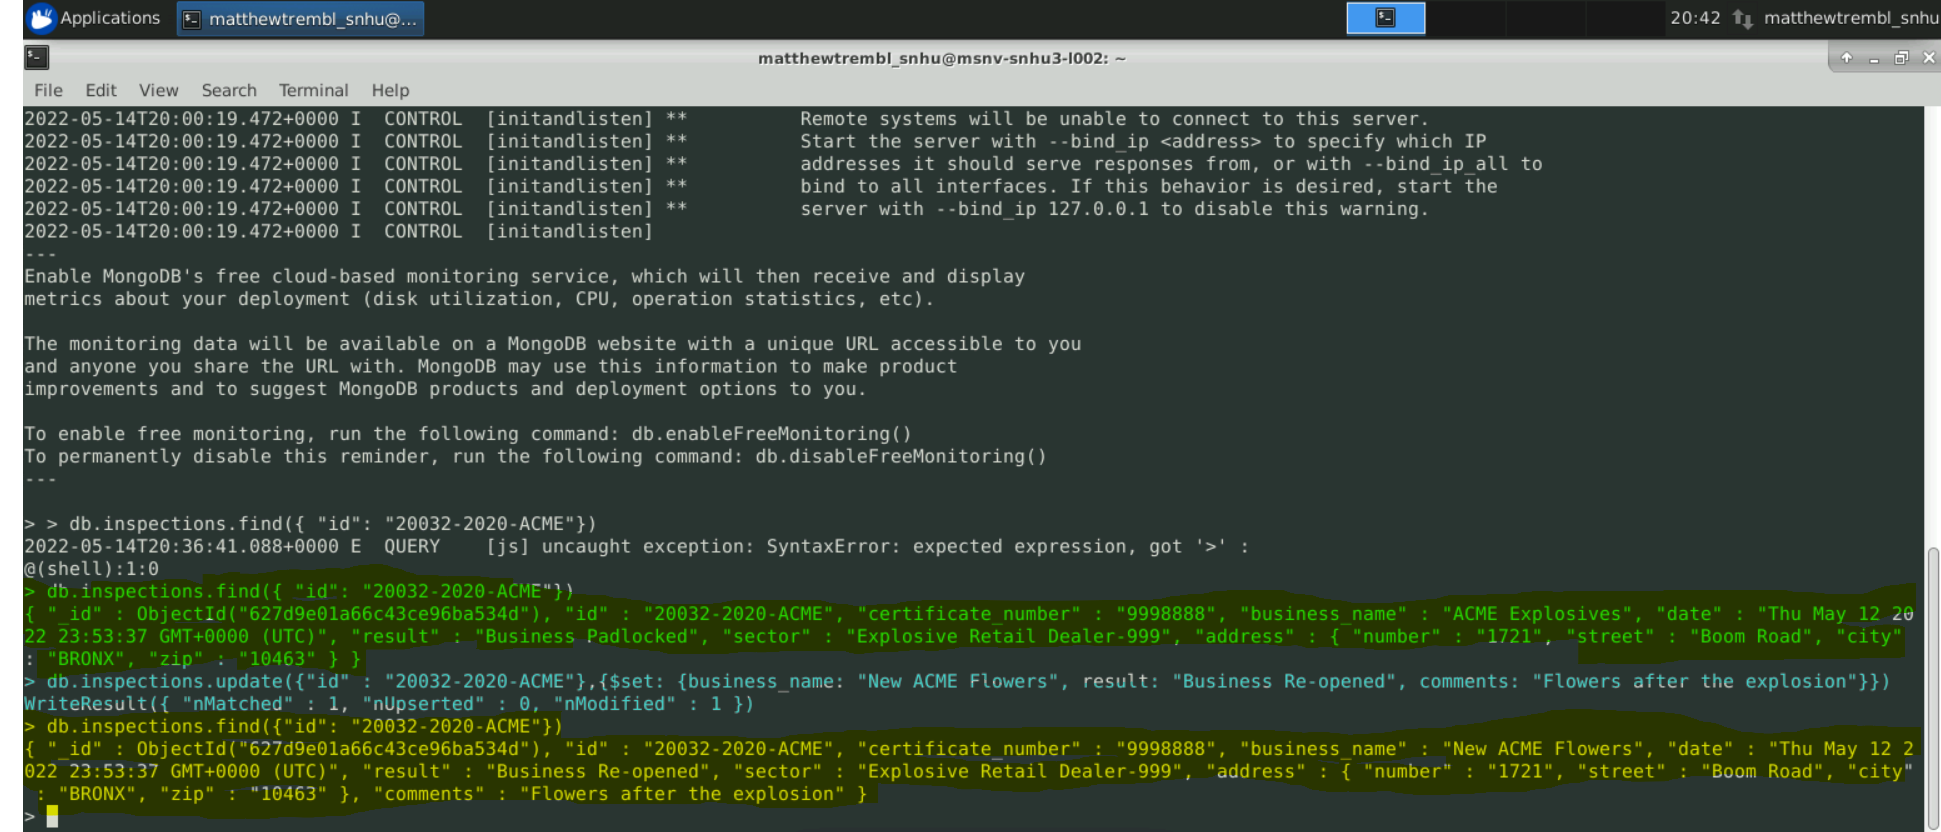 Applications matthewtrembl_snhu@... 20:42 matthewtrembl_snhu
matthewtrembl_snhu@msnv-snhu3-l002: ~
File Edit View Search Terminal Help
2022-05-14T20:00:19.472+0000 I  CONTROL  [initandlisten] **          Remote systems will be unable to connect to this server.
2022-05-14T20:00:19.472+0000 I  CONTROL  [initandlisten] **          Start the server with --bind_ip <address> to specify which IP
2022-05-14T20:00:19.472+0000 I  CONTROL  [initandlisten] **          addresses it should serve responses from, or with --bind_ip_all to
2022-05-14T20:00:19.472+0000 I  CONTROL  [initandlisten] **          bind to all interfaces. If this behavior is desired, start the
2022-05-14T20:00:19.472+0000 I  CONTROL  [initandlisten] **          server with --bind_ip 127.0.0.1 to disable this warning.
2022-05-14T20:00:19.472+0000 I  CONTROL  [initandlisten]
---
Enable MongoDB's free cloud-based monitoring service, which will then receive and display
metrics about your deployment (disk utilization, CPU, operation statistics, etc).
The monitoring data will be available on a MongoDB website with a unique URL accessible to you
and anyone you share the URL with. MongoDB may use this information to make product
improvements and to suggest MongoDB products and deployment options to you.
To enable free monitoring, run the following command: db.enableFreeMonitoring()
To permanently disable this reminder, run the following command: db.disableFreeMonitoring()
---
> > db.inspections.find({ "id": "20032-2020-ACME"})
2022-05-14T20:36:41.088+0000 E  QUERY    [js] uncaught exception: SyntaxError: expected expression, got '>' :
@(shell):1:0
> db.inspections.find({ "id": "20032-2020-ACME"})
{ "_id" : ObjectId("627d9e01a66c43ce96ba534d"), "id" : "20032-2020-ACME", "certificate_number" : "9998888", "business_name" : "ACME Explosives", "date" : "Thu May 12 20
22 23:53:37 GMT+0000 (UTC)", "result" : "Business Padlocked", "sector" : "Explosive Retail Dealer-999", "address" : { "number" : "1721", "street" : "Boom Road", "city"
: "BRONX", "zip" : "10463" } }
> db.inspections.update({"id" : "20032-2020-ACME"},{$set: {business_name: "New ACME Flowers", result: "Business Re-opened", comments: "Flowers after the explosion"}})
WriteResult({ "nMatched" : 1, "nUpserted" : 0, "nModified" : 1 })
> db.inspections.find({"id": "20032-2020-ACME"})
{ "_id" : ObjectId("627d9e01a66c43ce96ba534d"), "id" : "20032-2020-ACME", "certificate_number" : "9998888", "business_name" : "New ACME Flowers", "date" : "Thu May 12 2
022 23:53:37 GMT+0000 (UTC)", "result" : "Business Re-opened", "sector" : "Explosive Retail Dealer-999", "address" : { "number" : "1721", "street" : "Boom Road", "city"
 : "BRONX", "zip" : "10463" }, "comments" : "Flowers after the explosion" }
>